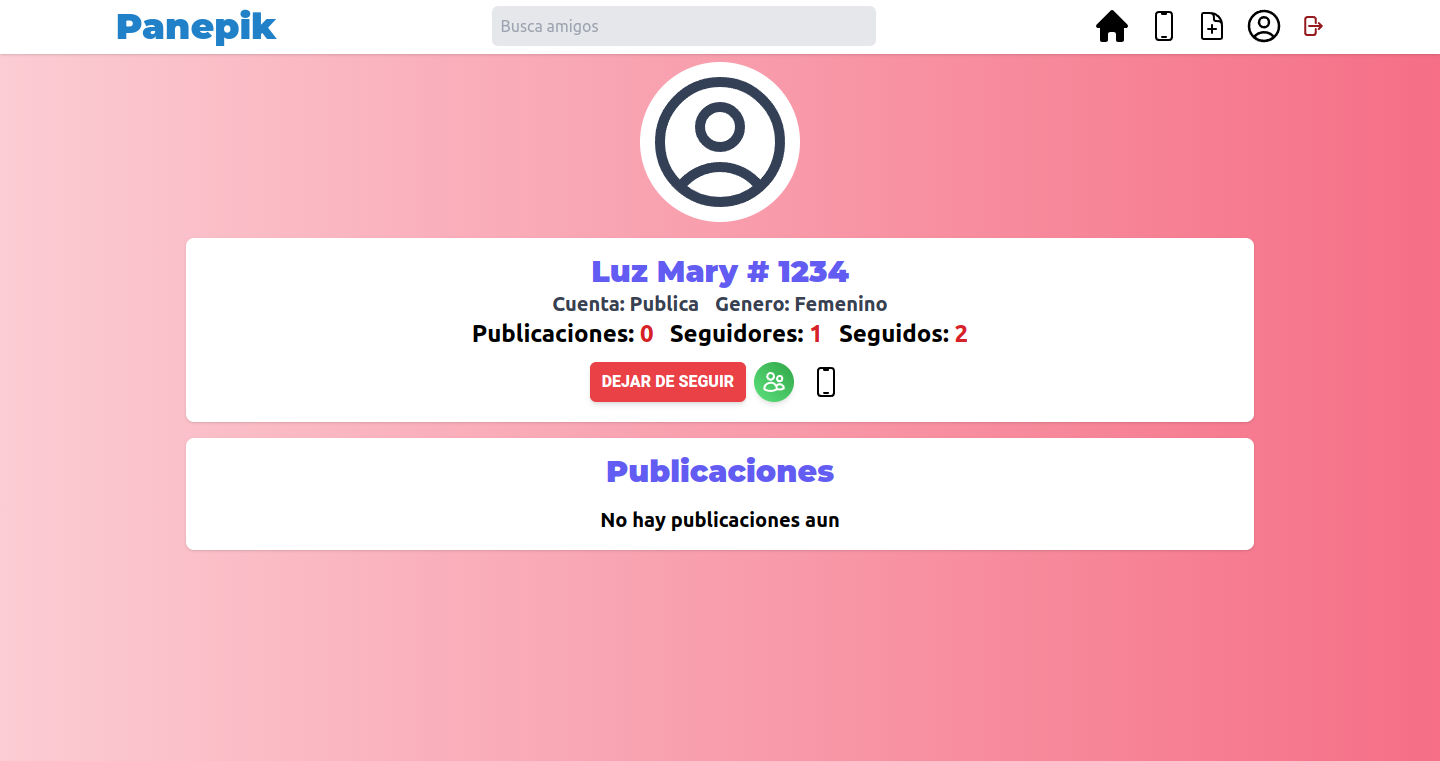 Panepik
Busca amigos
Luz Mary # 1234
Cuenta: Publica Genero: Femenino
Publicaciones: 0 Seguidores: 1 Seguidos: 2
DEJAR DE SEGUIR
Publicaciones
No hay publicaciones aun